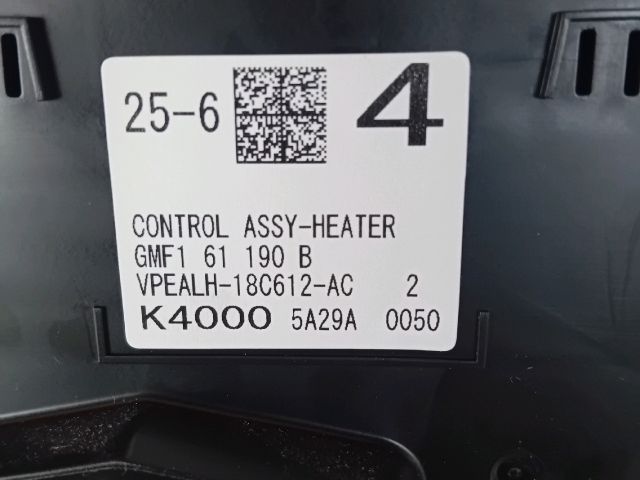 25-6 4
CONTROL ASSY-HEATER
GMF1 61 190 B
VPEALH-18C612-AC 2
K4000 5A29A 0050